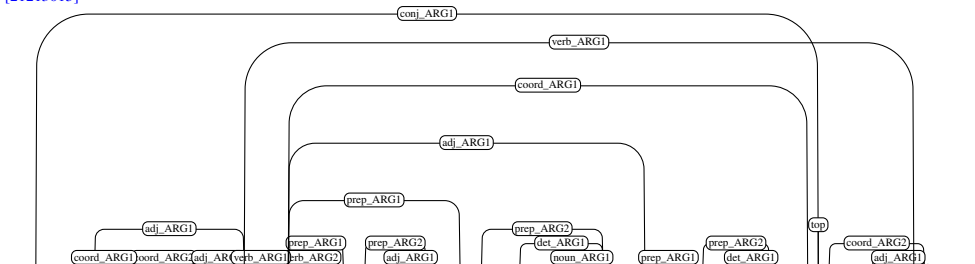 conj_ARG1
verb_ARG1
coord_ARG1
adj_ARG1
prep_ARG1
adj_ARG1 prep_ARG2 top
prep_ARG1 prep_ARG2 det_ARG1 prep_ARG2 coord_ARG2
coord_ARG1 verb_ARG1 adj_ARG1 noun_ARG1 prep_ARG1 det_ARG1 adj_ARG1